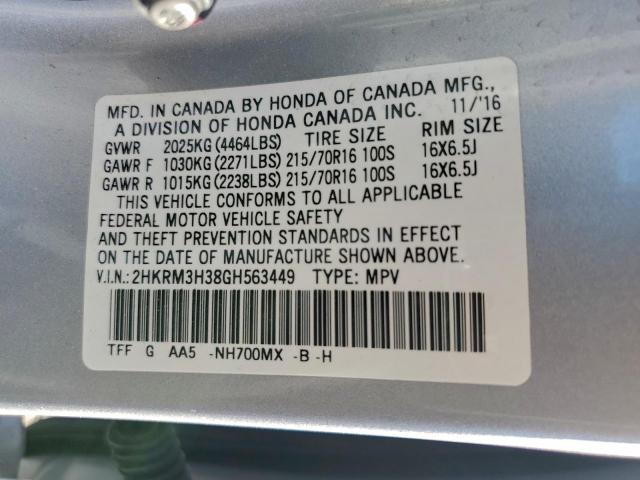 MFD. IN CANADA BY HONDA OF CANADA MFG.,
A DIVISION OF HONDA CANADA INC. 11/'16
GVWR 2025KG(4464LBS) TIRE SIZE RIM SIZE
GAWR F 1030KG(2271LBS)215/70R16 100S 16X6.5J
GAWR R 1015KG(2238LBS)215/70R16 100S 16X6.5J
THIS VEHICLE CONFORMS TO ALL APPLICABLE
FEDERAL MOTOR VEHICLE SAFETY
AND THEFT PREVENTION STANDARDS IN EFFECT
ON THE DATE OF MANUFACTURE SHOWN ABOVE.
V.I.N.: 2HKRM3H38GH563449 TYPE: MPV
TFF G AA5 -NH700MX -B -H